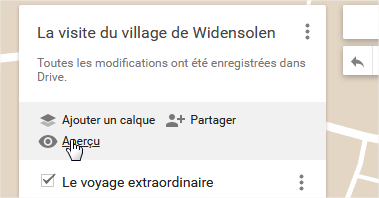 La visite du village de Widensolen
Toutes les modifications ont été enregistrées dans
Drive.
Ajouter un calque Partager
Aperçu
Le voyage extraordinaire